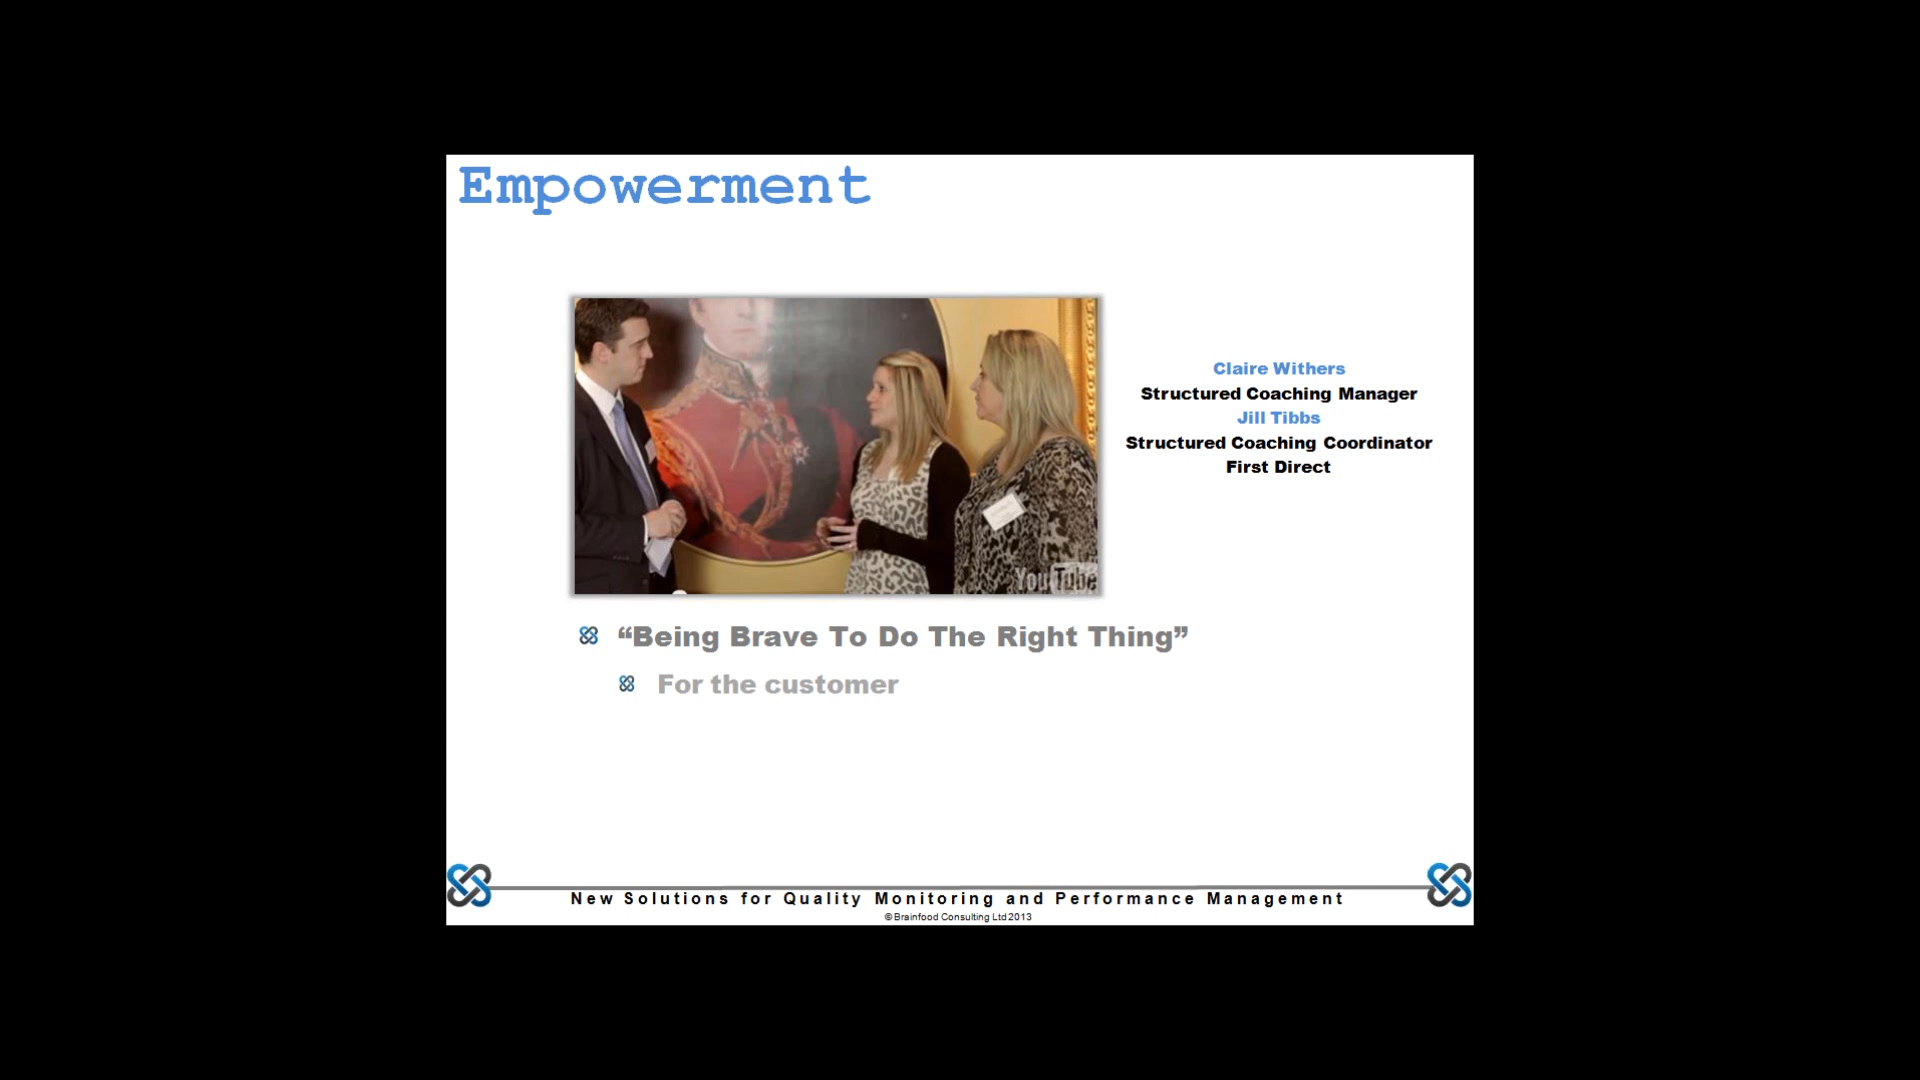 Empowerment
Claire Withers
Structured Coaching Manager
Jill Tibbs
Structured Coaching Coordinator
First Direct
YouTube
“Being Brave To Do The Right Thing”
For the customer
New Solutions for Quality Monitoring and Performance Management
© Brainfood Consulting Ltd 2013